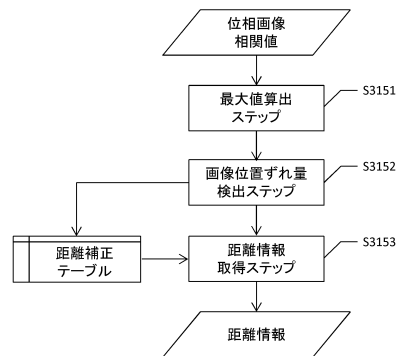 位相画像
相関値
最大値算出
ステップ
S3151
画像位置ずれ量
検出ステップ
S3152
距離補正
テーブル
距離情報
取得ステップ
S3153
距離情報